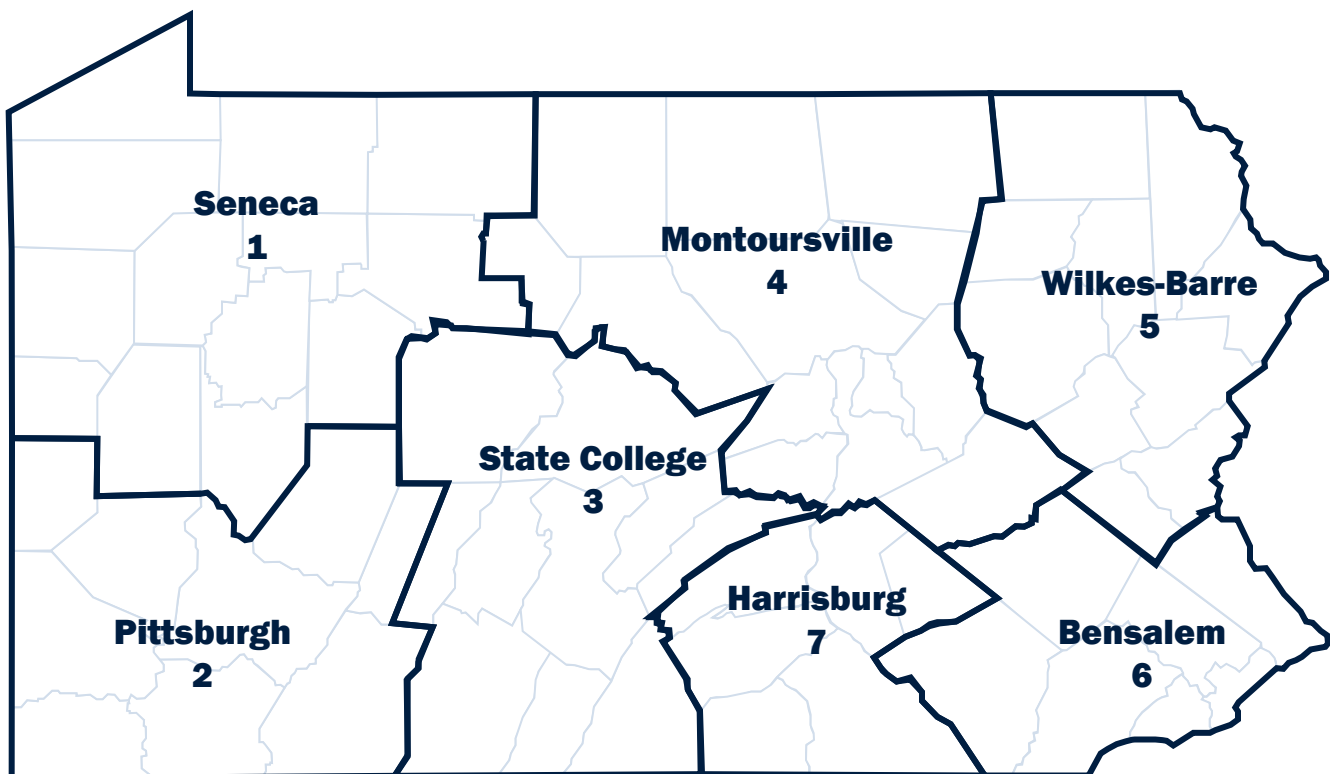 Seneca
1
Montoursville
4
Wilkes-Barre
5
State College
3
Harrisburg
7
Pittsburgh
2
Bensalem
6